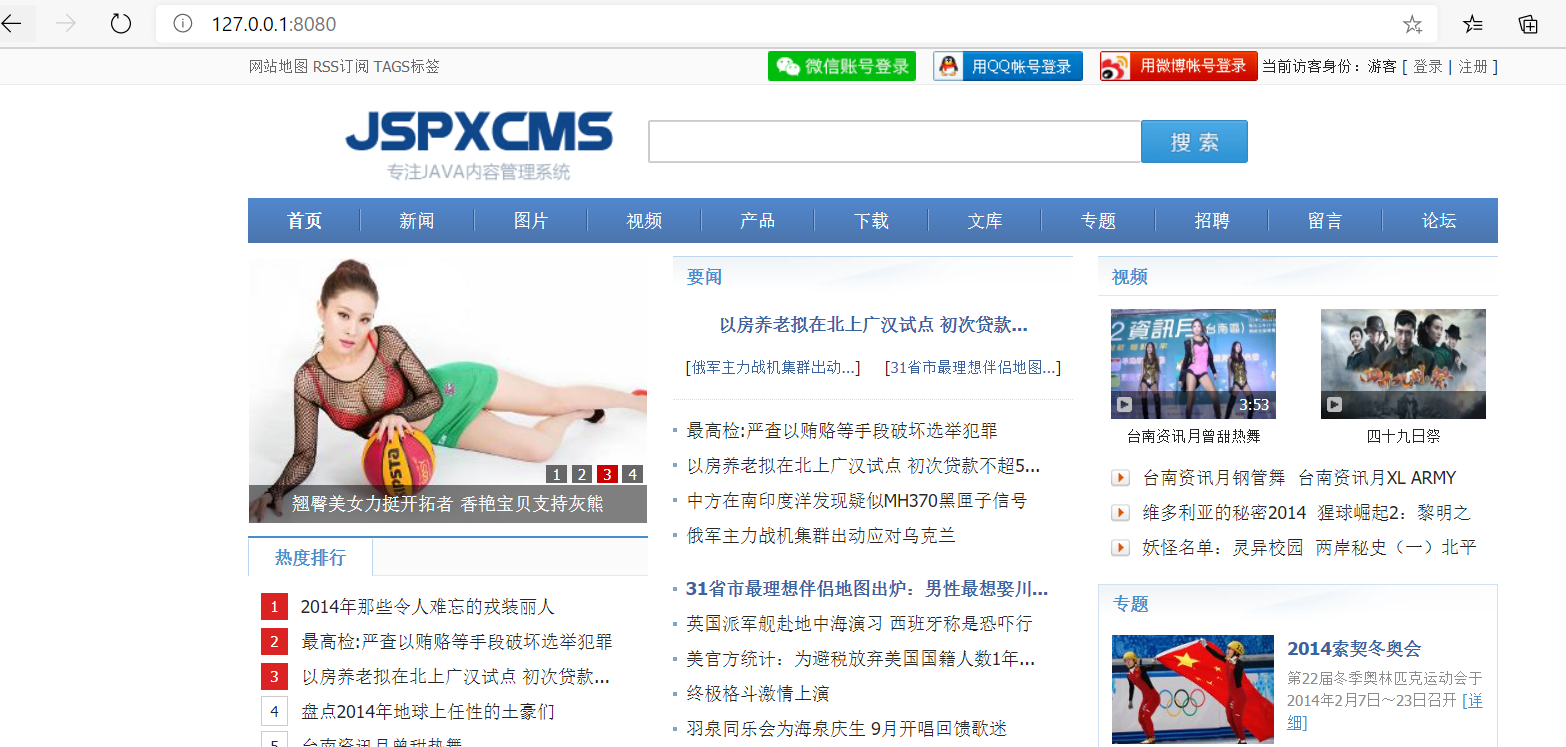 127.0.0.1:8080
网站地图 RSS订阅 TAGS标签
微信账号登录
用QQ帐号登录
用微博帐号登录
当前访客身份：游客 [ 登录 | 注册 ]
JSPXCMS
专注JAVA内容管理系统
搜 索
首页 新闻 图片 视频 产品 下载 文库 专题 招聘 留言 论坛
1 2 3 4
翘臀美女力挺开拓者 香艳宝贝支持灰熊
热度排行
1 2014年那些令人难忘的戎装丽人
2 最高检:严查以贿赂等手段破坏选举犯罪
3 以房养老拟在北上广汉试点 初次贷款...
4 盘点2014年地球上任性的土豪们
5 台南资讯月曾甜热舞
要闻
以房养老拟在北上广汉试点 初次贷款...
[俄军主力战机集群出动...] [31省市最理想伴侣地图...]
最高检:严查以贿赂等手段破坏选举犯罪
以房养老拟在北上广汉试点 初次贷款不超5...
中方在南印度洋发现疑似MH370黑匣子信号
俄军主力战机集群出动应对乌克兰
31省市最理想伴侣地图出炉：男性最想娶川...
英国派军舰赴地中海演习 西班牙称是恐吓行
美官方统计：为避税放弃美国国籍人数1年...
终极格斗激情上演
羽泉同乐会为海泉庆生 9月开唱回馈歌迷
视频
2資訊月 台南區
3:53
台南资讯月曾甜热舞
四十九日祭
台南资讯月钢管舞 台南资讯月XL ARMY
维多利亚的秘密2014 猩球崛起2：黎明之
妖怪名单：灵异校园 两岸秘史（一）北平
专题
2014索契冬奥会
第22届冬季奥林匹克运动会于
2014年2月7日～23日召开 [详
细]